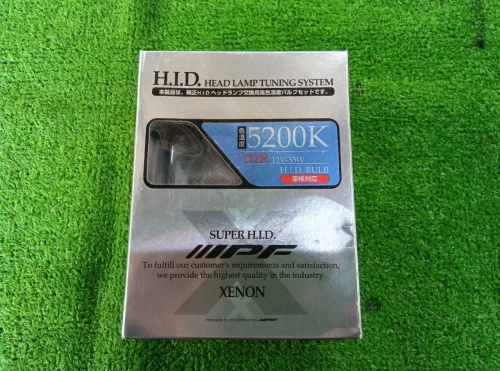 H.I.D. HEAD LAMP TUNING SYSTEM
本製品は、純正H.I.D.ヘッドランプ交換用高色温度バルブセットです。
色温度 5200K
D2R 12V-35W
H.I.D. BULB
車検対応
SUPER H.I.D.
IPF
To fulfill our customer's requirements and satisfaction,
we provide the highest quality in the industry.
XENON